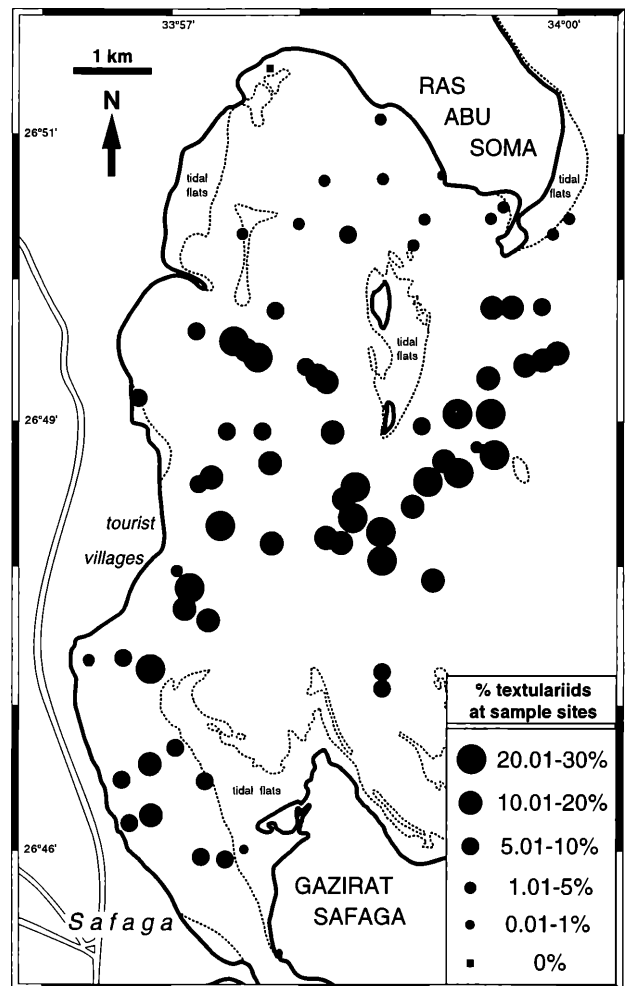 33°57'
34°00'
1 km
N
RAS
ABU
SOMA
26°51'
tidal
flats
tidal
flats
tidal
flats
26°49'
tourist
villages
% textulariids
at sample sites
20.01-30%
10.01-20%
5.01-10%
1.01-5%
0.01-1%
0%
tidal flats
26°46'
GAZIRAT
SAFAGA
Safaga